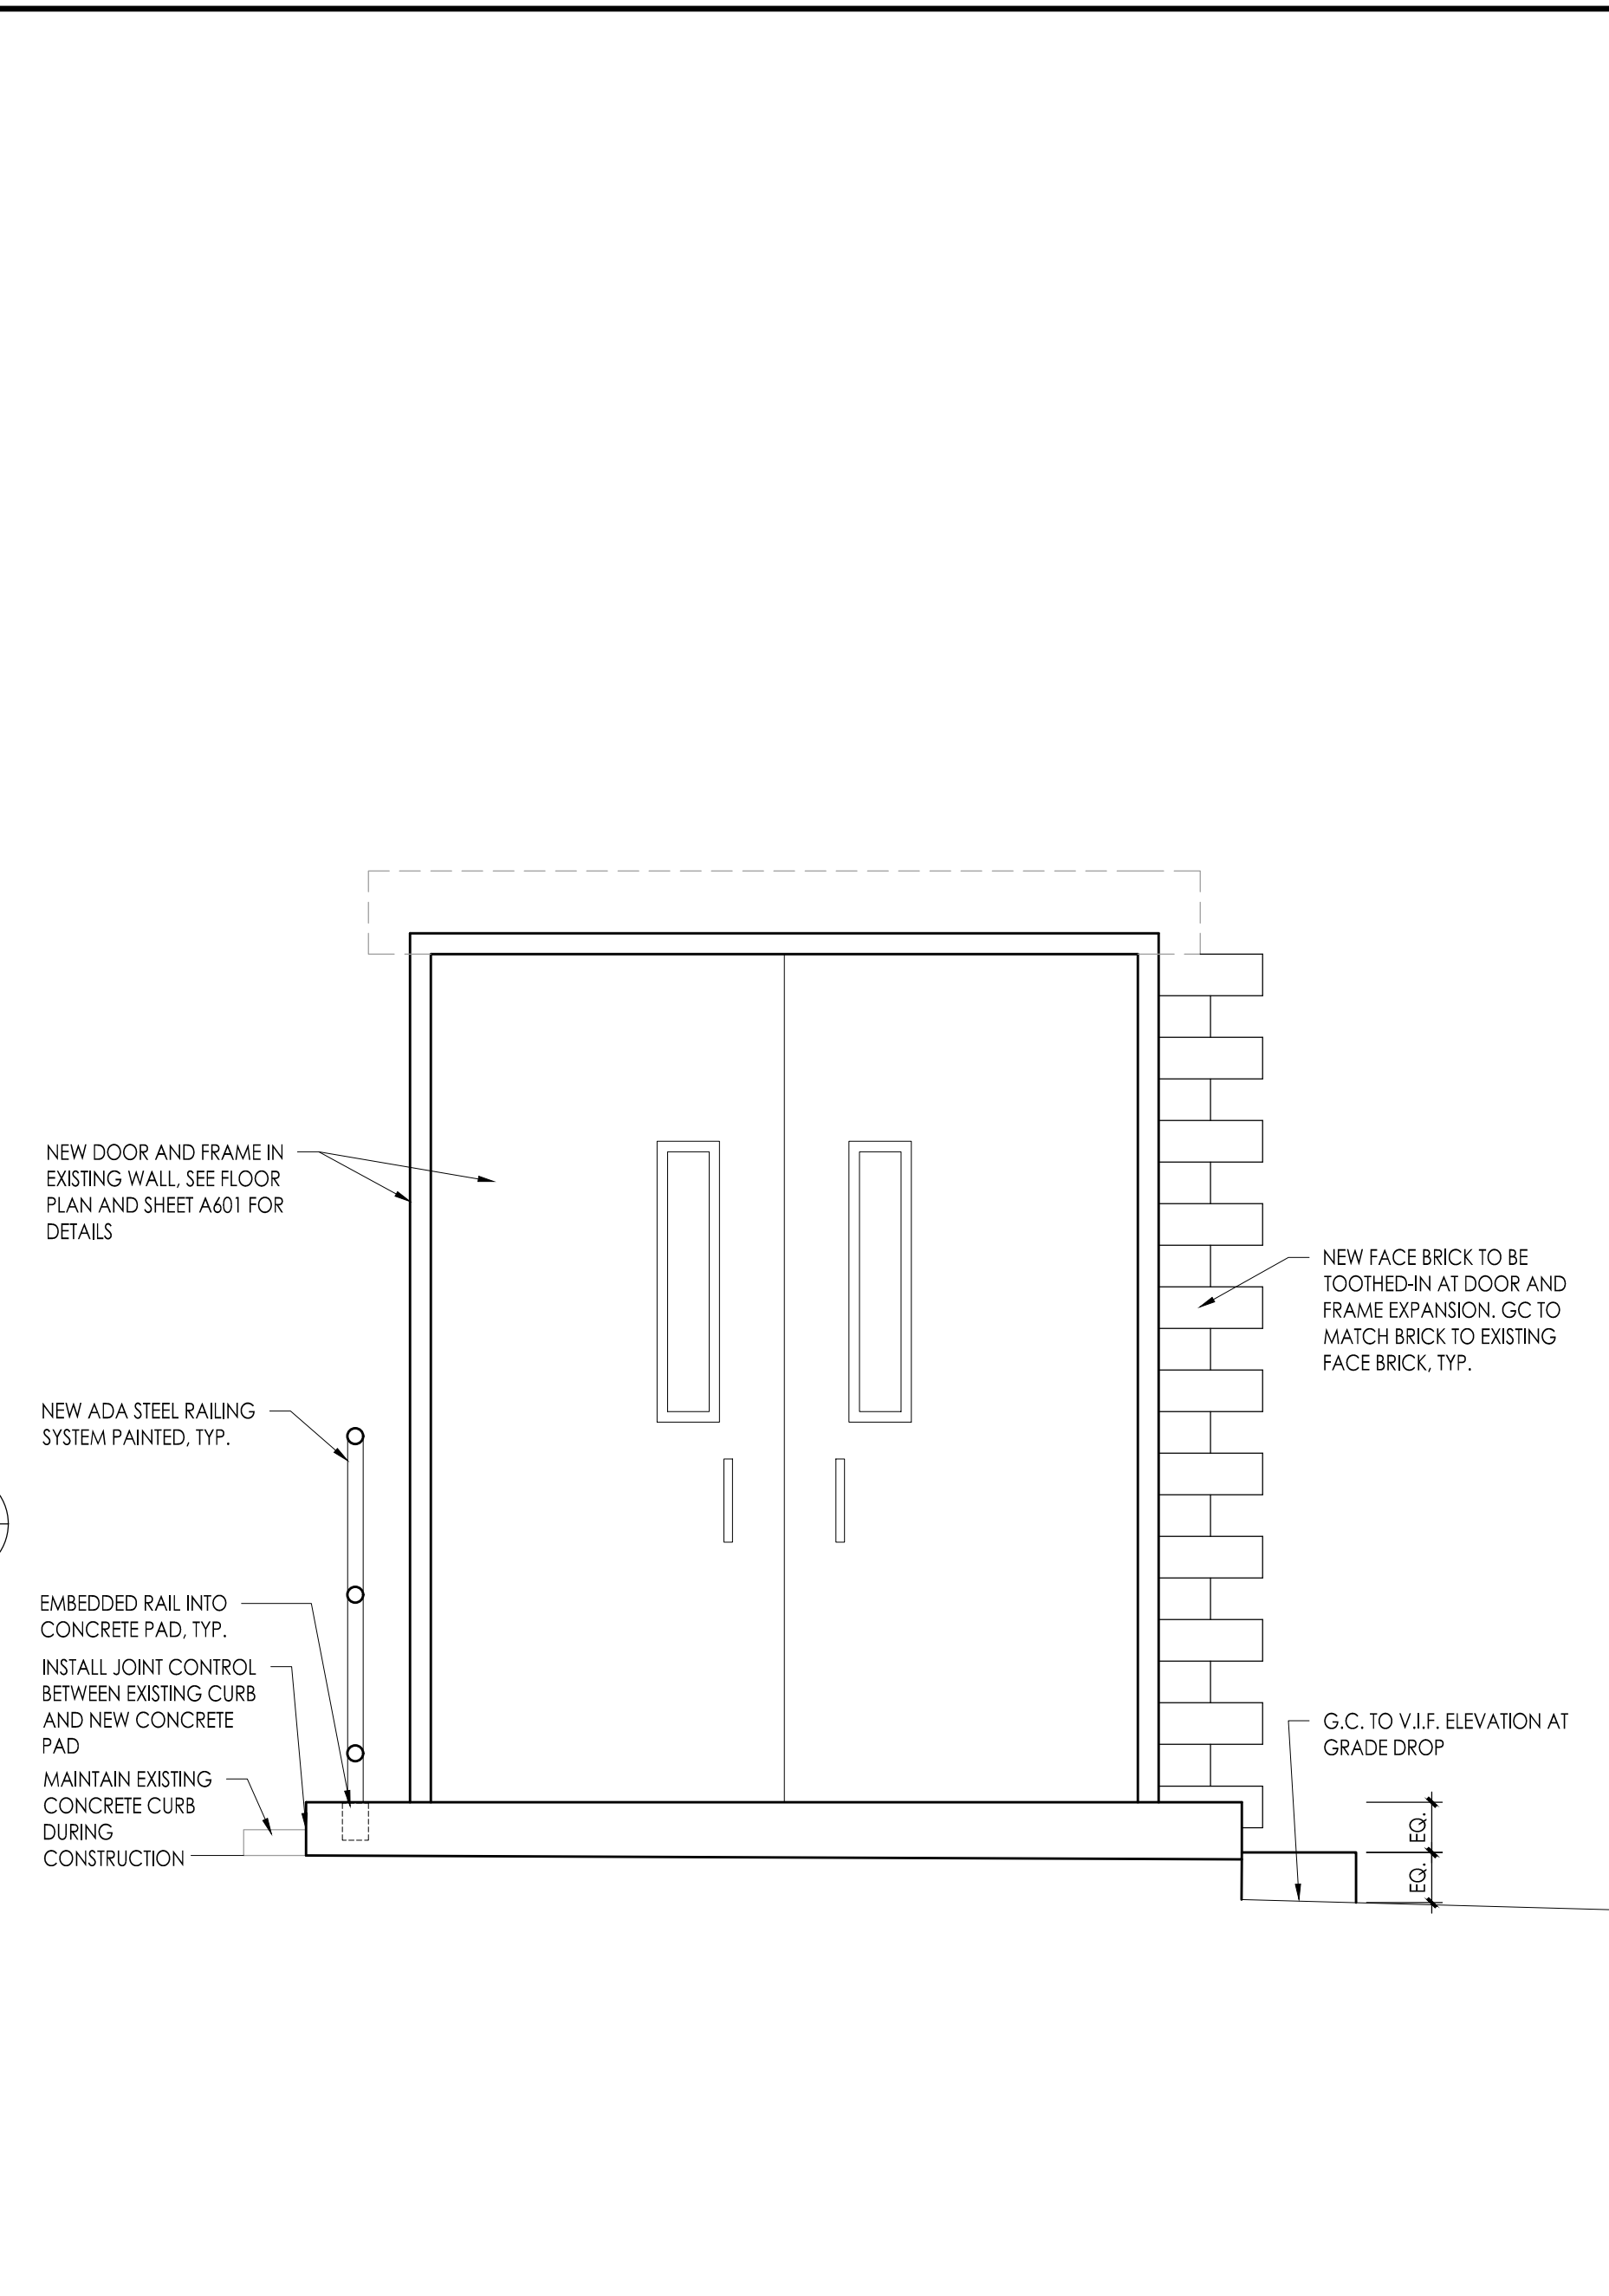 NEW DOOR AND FRAME IN
EXISTING WALL, SEE FLOOR
PLAN AND SHEET A601 FOR
DETAILS
NEW FACE BRICK TO BE
TOOTHED-IN AT DOOR AND
FRAME EXPANSION. GC TO
MATCH BRICK TO EXISTING
FACE BRICK, TYP.
NEW ADA STEEL RAILING
SYSTEM PAINTED, TYP.
EMBEDDED RAIL INTO
CONCRETE PAD, TYP.
INSTALL JOINT CONTROL
BETWEEN EXISTING CURB
AND NEW CONCRETE
PAD
MAINTAIN EXISTING
CONCRETE CURB
DURING
CONSTRUCTION
G.C. TO V.I.F. ELEVATION AT
GRADE DROP
EQ.
EQ.